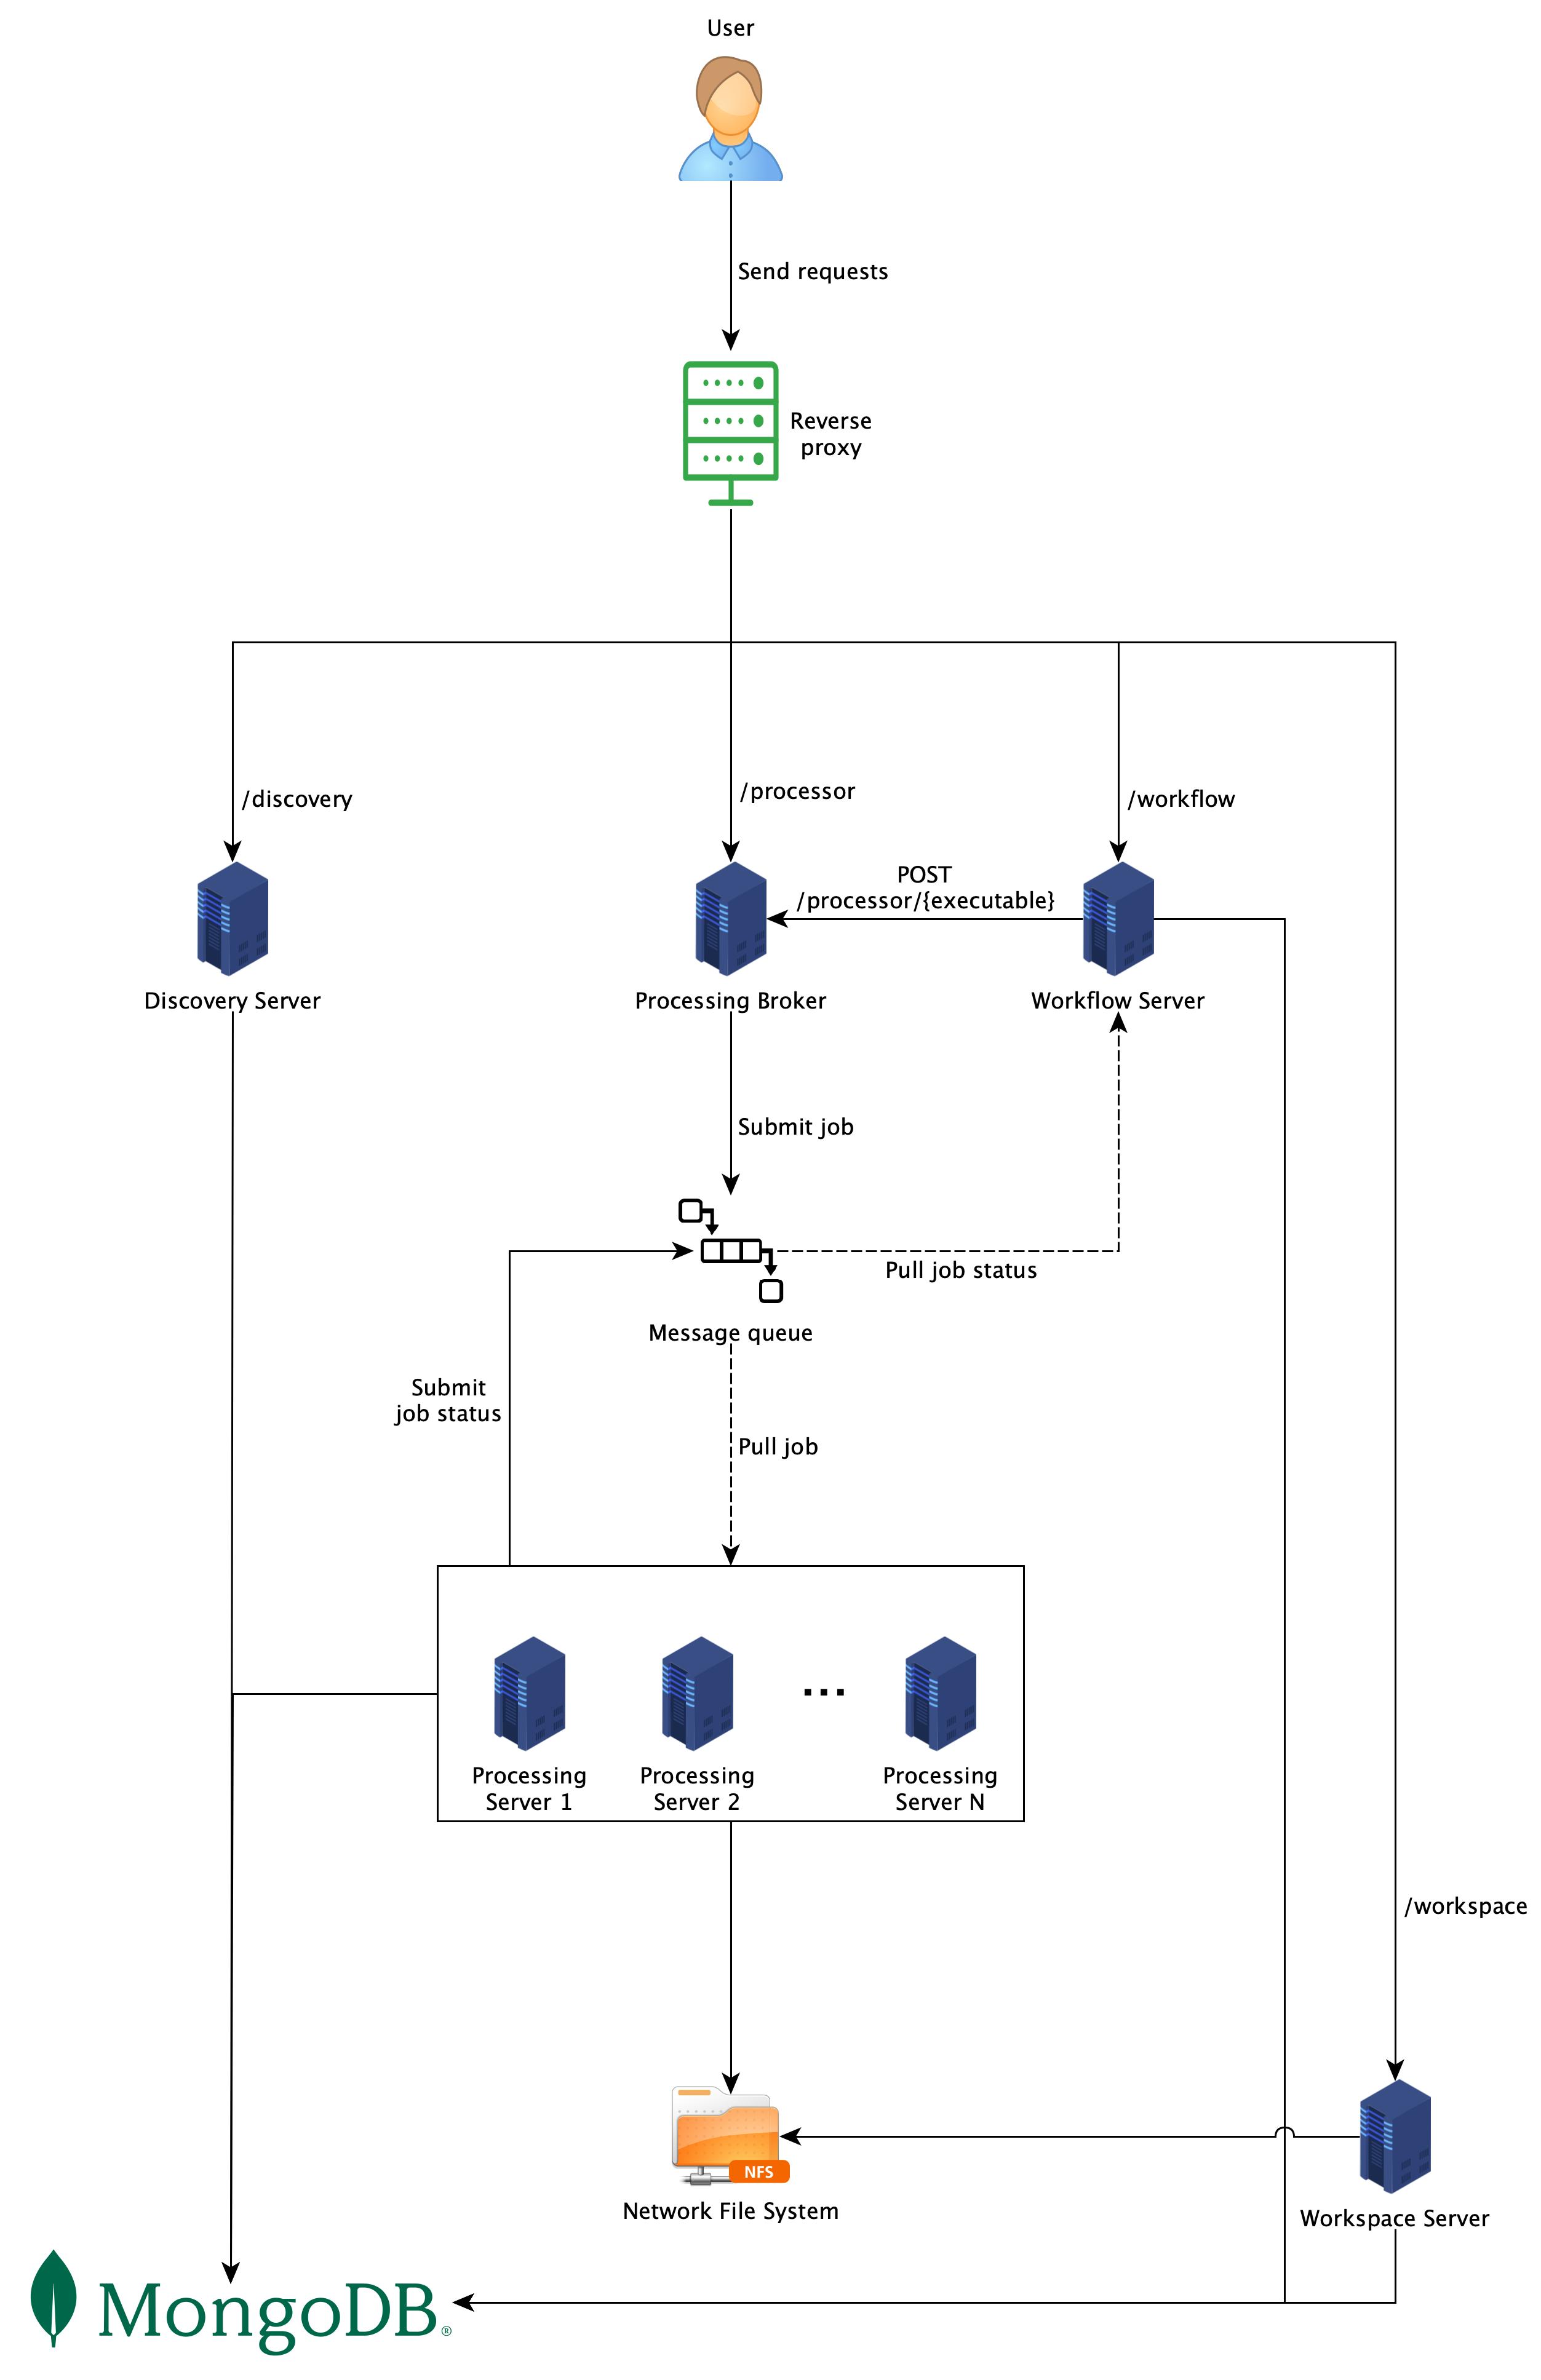 User
Send requests
Reverse
proxy
/discovery
/processor
/workflow
POST
/processor/{executable}
Discovery Server
Processing Broker
Workflow Server
Submit job
Pull job status
Message queue
Submit
job status
Pull job
...
Processing
Server 1
Processing
Server 2
Processing
Server N
/workspace
NFS
Network File System
Workspace Server
MongoDB®